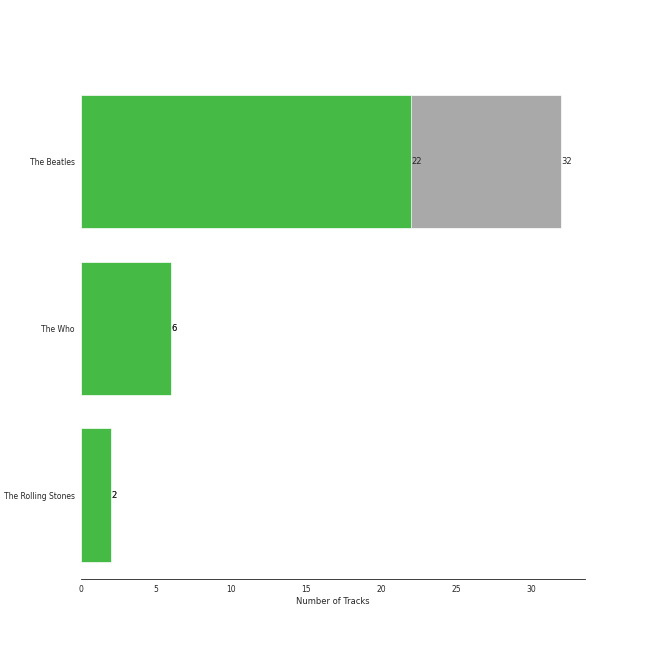 The Beatles
22
32
The Who
6
The Rolling Stones
2
0 5 10 15 20 25 30
Number of Tracks